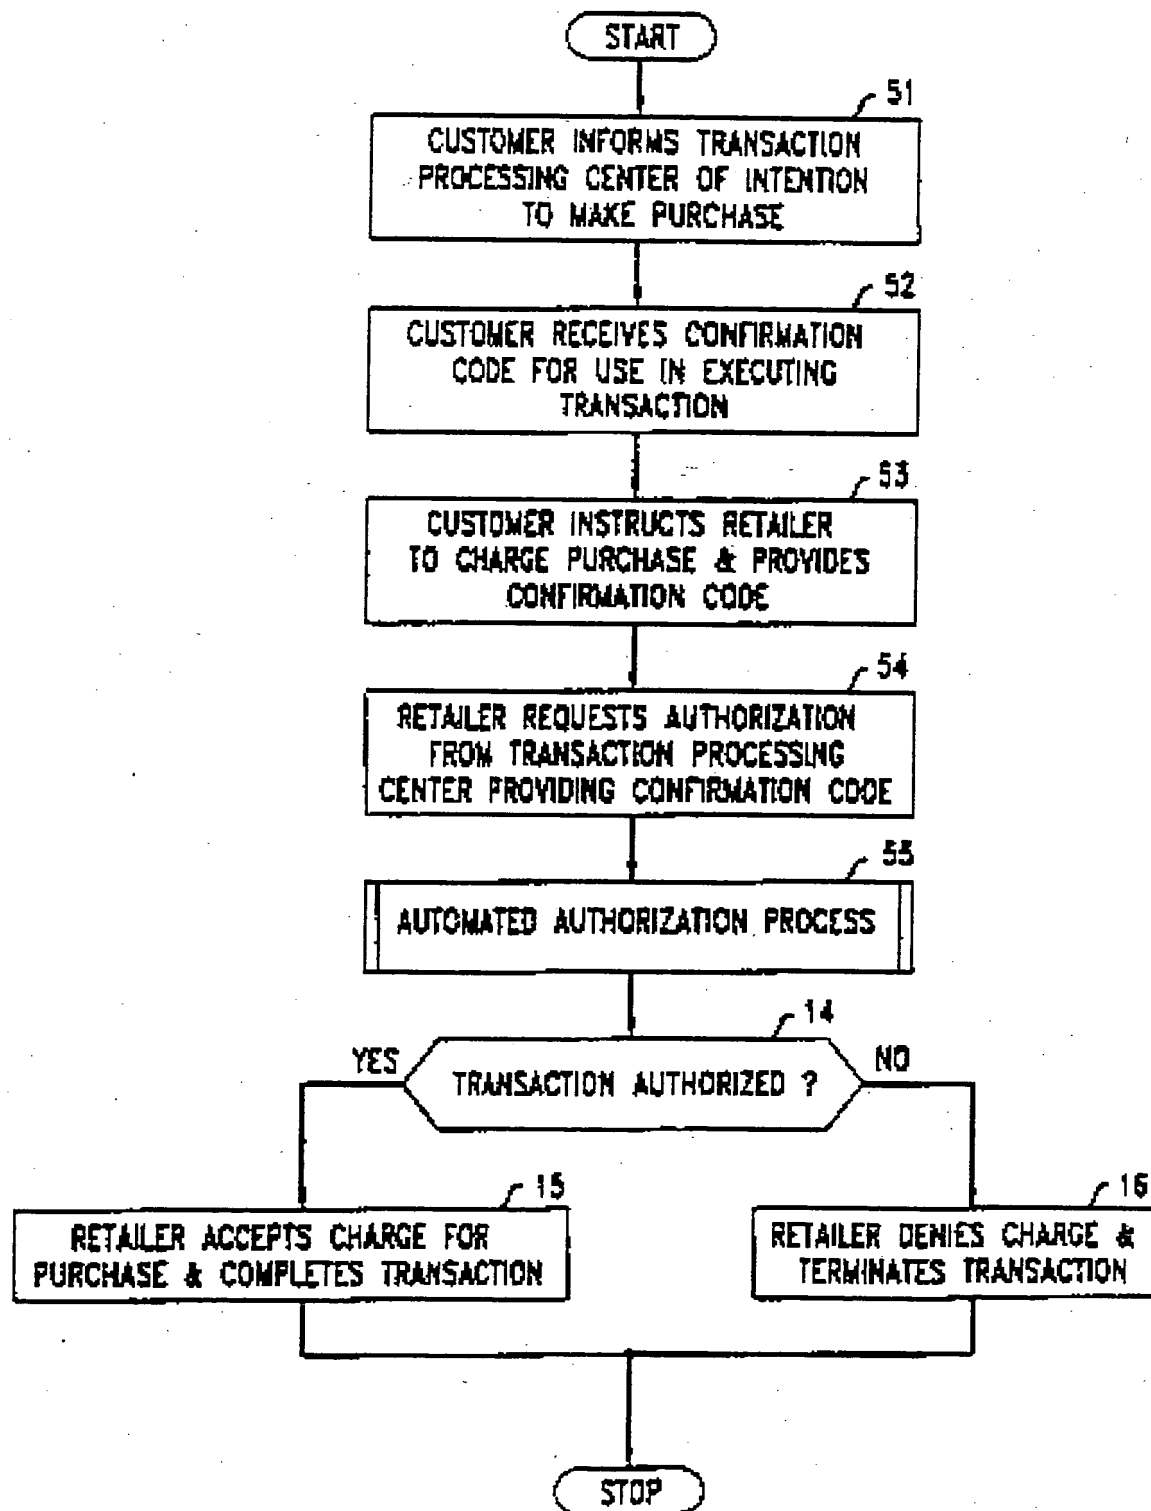 START
51
CUSTOMER INFORMS TRANSACTION
PROCESSING CENTER OF INTENTION
TO MAKE PURCHASE
52
CUSTOMER RECEIVES CONFIRMATION
CODE FOR USE IN EXECUTING
TRANSACTION
53
CUSTOMER INSTRUCTS RETAILER
TO CHARGE PURCHASE & PROVIDES
CONFIRMATION CODE
54
RETAILER REQUESTS AUTHORIZATION
FROM TRANSACTION PROCESSING
CENTER PROVIDING CONFIRMATION CODE
55
AUTOMATED AUTHORIZATION PROCESS
14
YES
TRANSACTION AUTHORIZED ?
NO
15
RETAILER ACCEPTS CHARGE FOR
PURCHASE & COMPLETES TRANSACTION
16
RETAILER DENIES CHARGE &
TERMINATES TRANSACTION
STOP